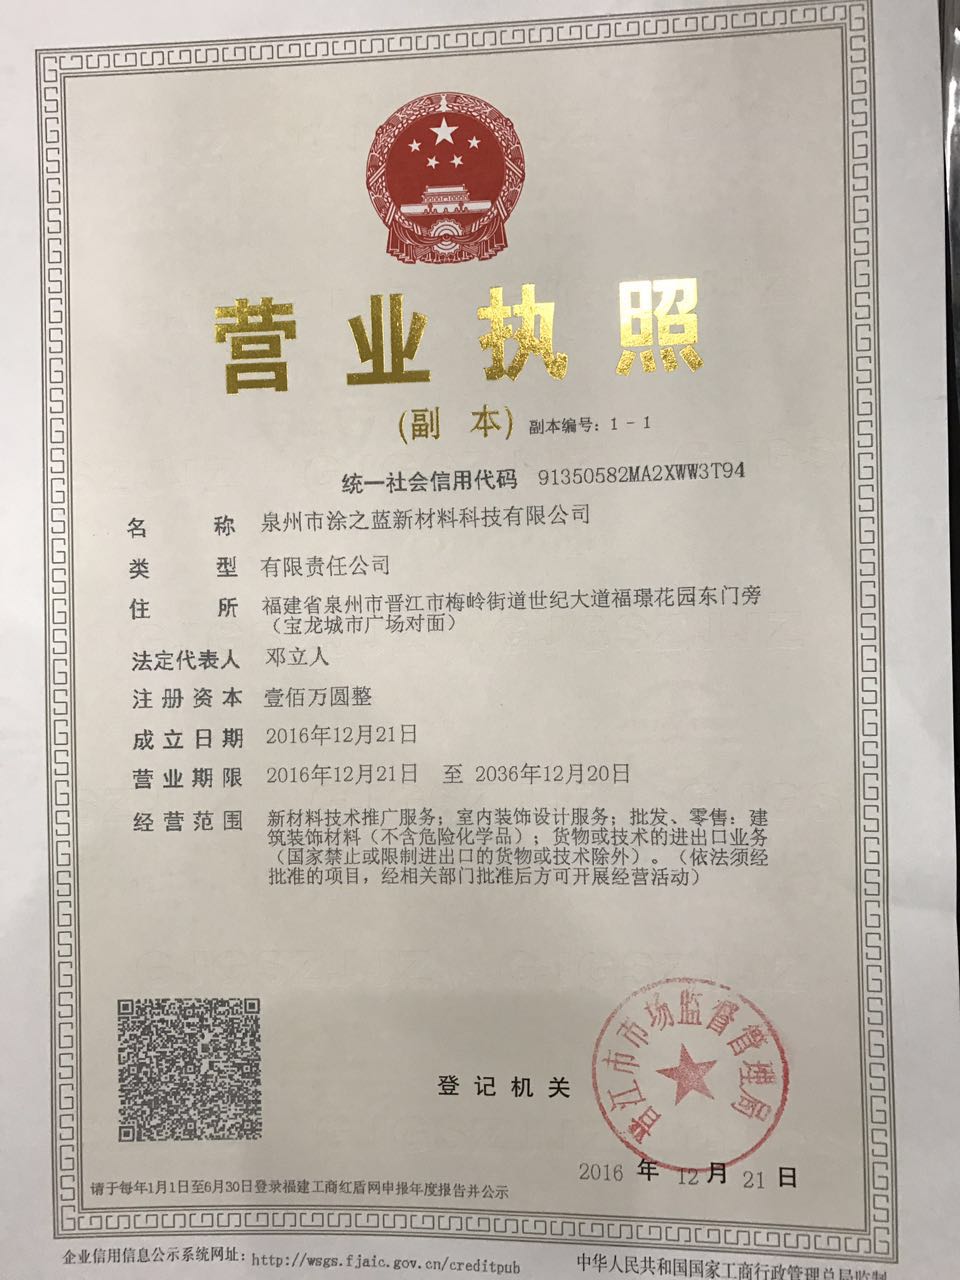 营业执照
(副 本) 副本编号：1－1
统一社会信用代码 91350582MA2XWW3T94
名 称 泉州市涂之蓝新材料科技有限公司
类 型 有限责任公司
住 所 福建省泉州市晋江市梅岭街道世纪大道福璟花园东门旁
（宝龙城市广场对面）
法定代表人 邓立人
注册资本 壹佰万圆整
成立日期 2016年12月21日
营业期限 2016年12月21日 至 2036年12月20日
经营范围 新材料技术推广服务；室内装饰设计服务；批发、零售：建
筑装饰材料（不含危险化学品）；货物或技术的进出口业务
（国家禁止或限制进出口的货物或技术除外）。（依法须经
批准的项目，经相关部门批准后方可开展经营活动）
晋江市市场监督管理局
登记机关
2016 年 12 月 21 日
请于每年1月1日至6月30日登录福建工商红盾网申报年度报告并公示
企业信用信息公示系统网址：http://wsgs.fjaic.gov.cn/creditpub
中华人民共和国国家工商行政管理总局监制